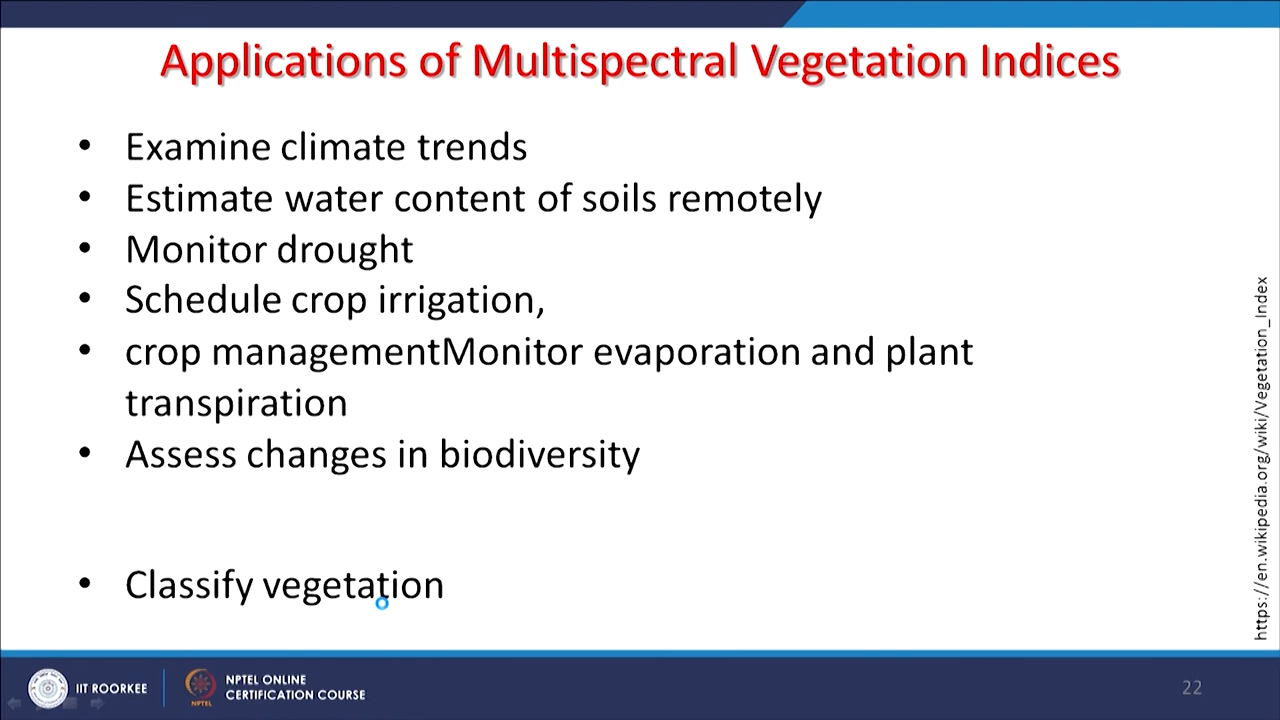 Applications of Multispectral Vegetation Indices
• Examine climate trends
• Estimate water content of soils remotely
• Monitor drought
• Schedule crop irrigation,
• crop managementMonitor evaporation and plant
transpiration
• Assess changes in biodiversity
• Classify vegetation
https://en.wikipedia.org/wiki/Vegetation_Index
IIT ROORKEE
NPTEL
NPTEL ONLINE
CERTIFICATION COURSE
22